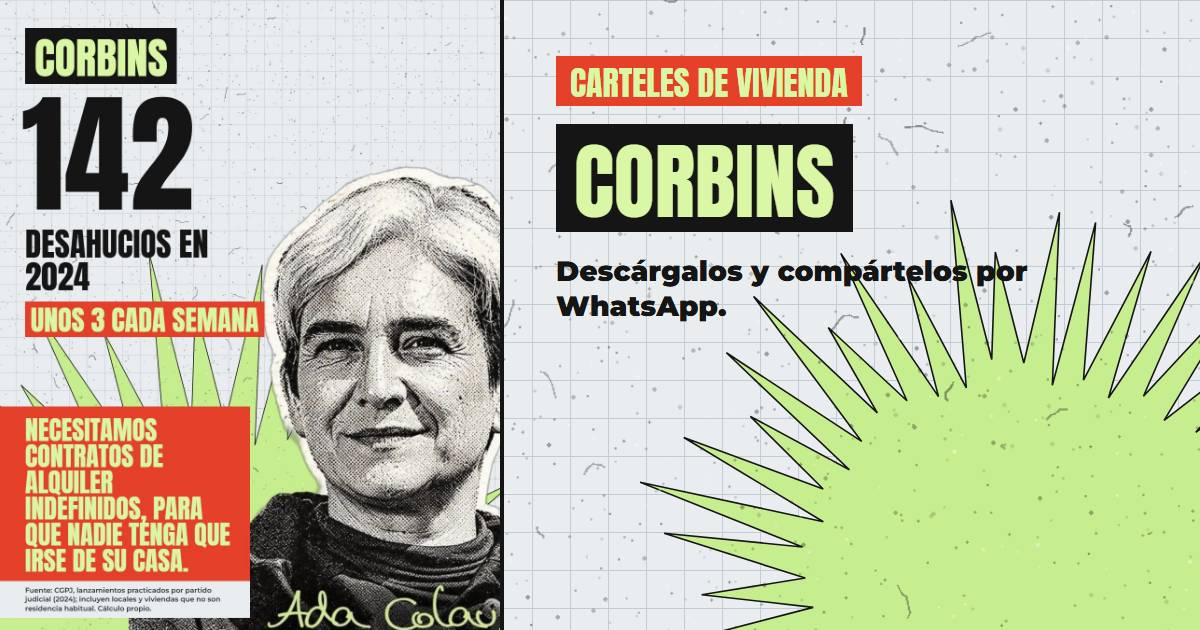 CORBINS
142
DESAHUCIOS EN
2024
UNOS 3 CADA SEMANA
NECESITAMOS
CONTRATOS DE
ALQUILER
INDEFINIDOS, PARA
QUE NADIE TENGA QUE
IRSE DE SU CASA.
Fuente: CGPJ, lanzamientos practicados por partido
judicial (2024); incluyen locales y viviendas que no son
residencia habitual. Cálculo propio.
Ada Colau
CARTELES DE VIVIENDA
CORBINS
Descárgalos y compártelos por
WhatsApp.